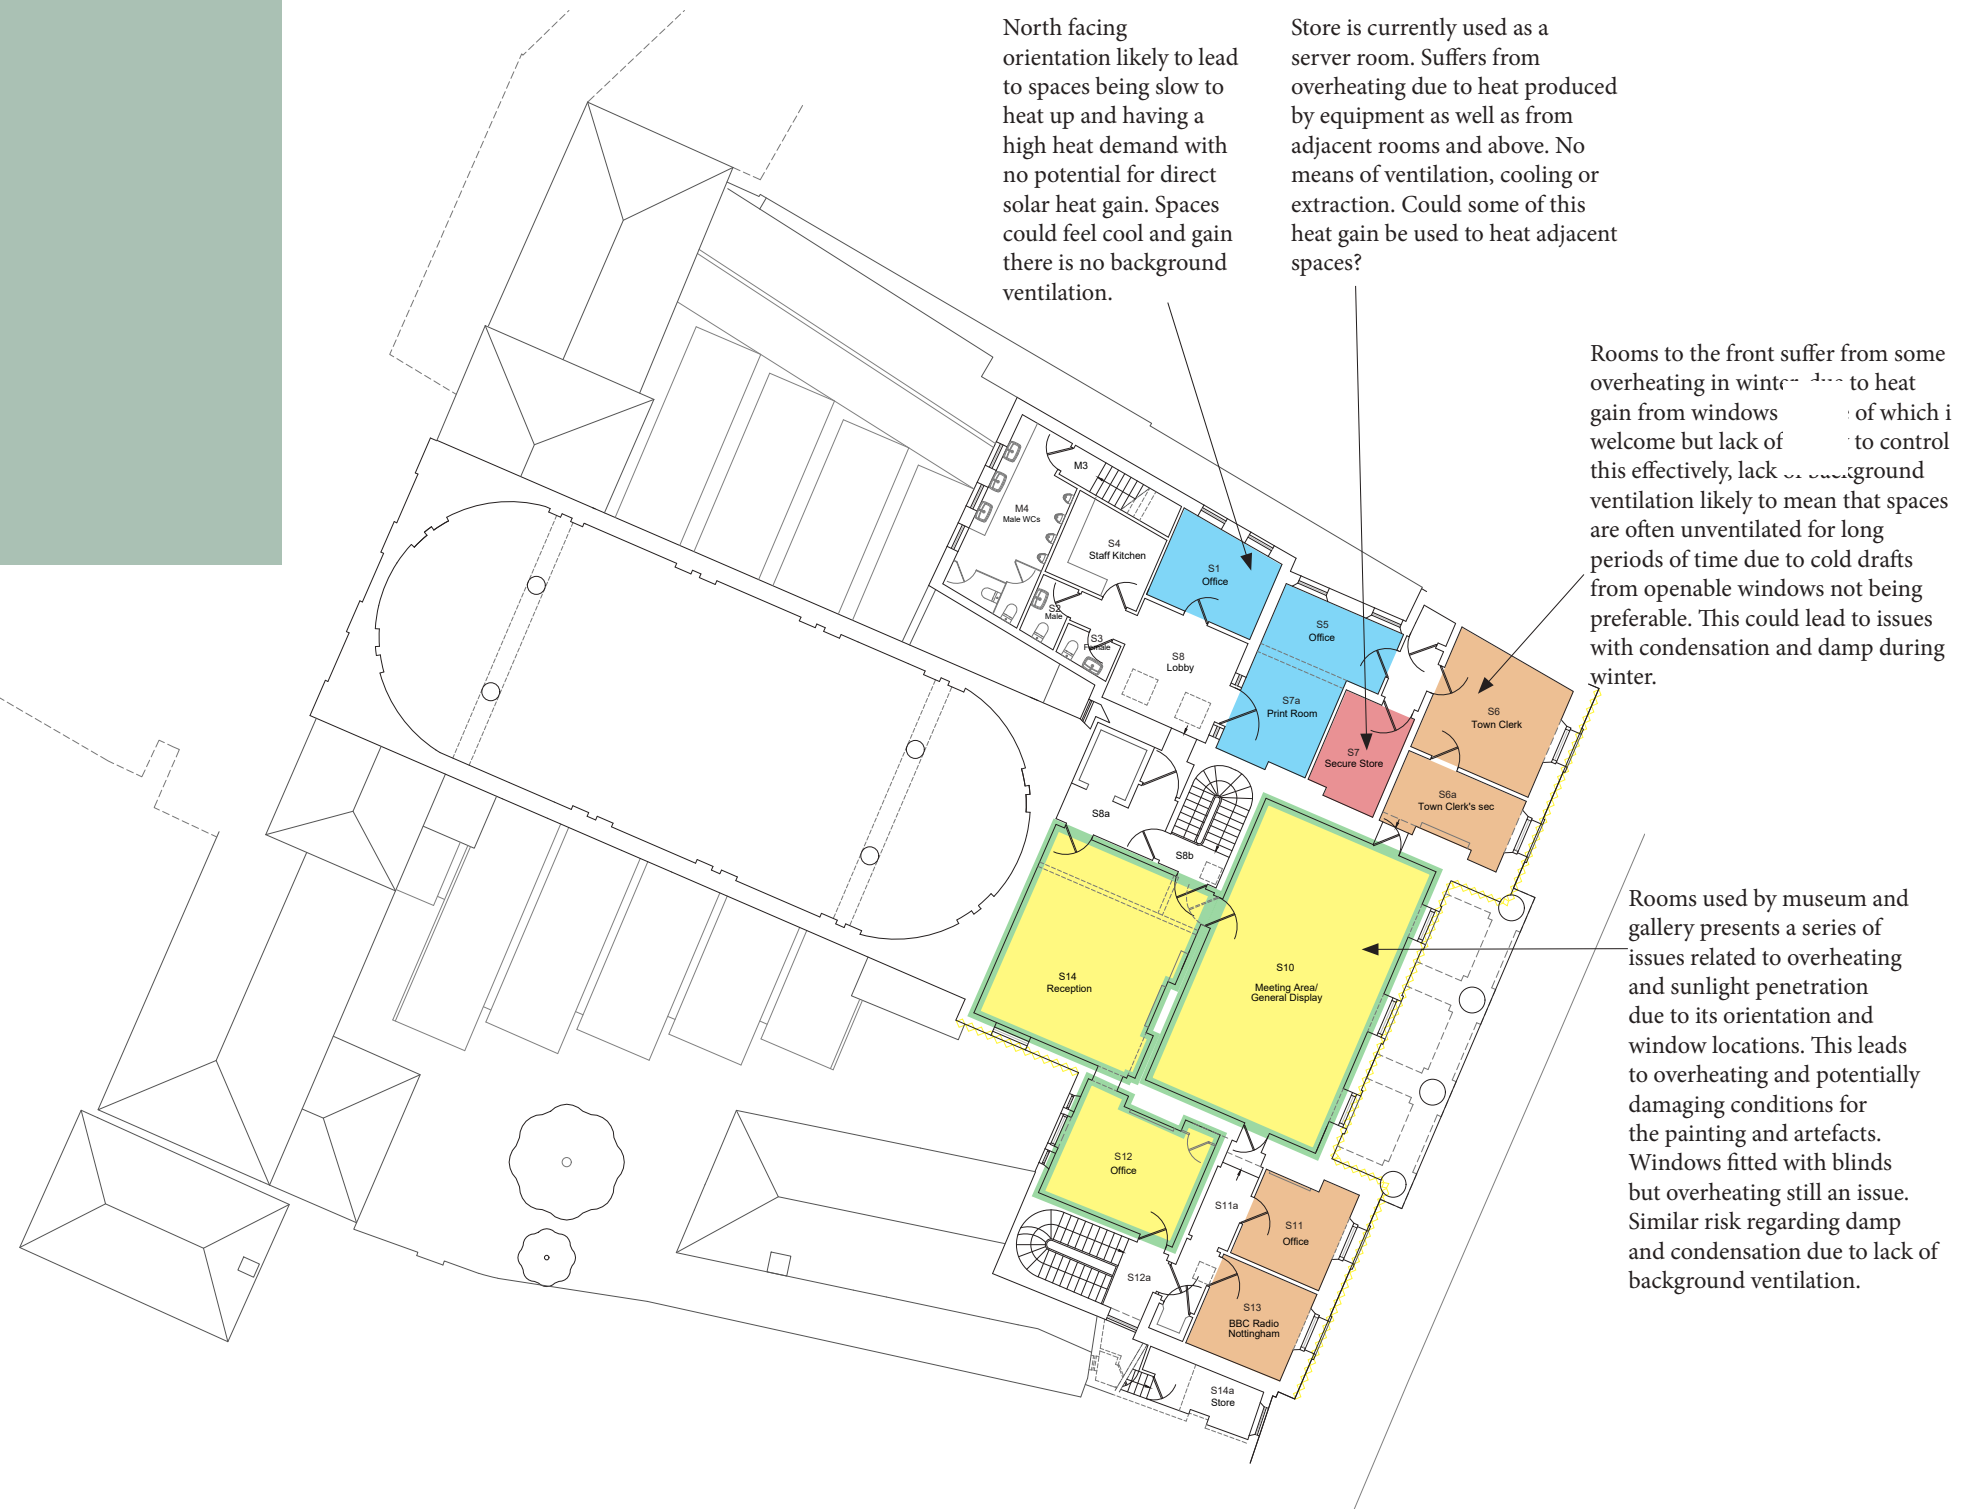 North facing
orientation likely to lead
to spaces being slow to
heat up and having a
high heat demand with
no potential for direct
solar heat gain. Spaces
could feel cool and gain
there is no background
ventilation.
Store is currently used as a
server room. Suffers from
overheating due to heat produced
by equipment as well as from
adjacent rooms and above. No
means of ventilation, cooling or
extraction. Could some of this
heat gain be used to heat adjacent
spaces?
Rooms to the front suffer from some
overheating in winter due to heat
gain from windows of which i
welcome but lack of to control
this effectively, lack of background
ventilation likely to mean that spaces
are often unventilated for long
periods of time due to cold drafts
from openable windows not being
preferable. This could lead to issues
with condensation and damp during
winter.
M3
M4
Male WCs
S4
Staff Kitchen
S1
Office
S2
Male
S3
Female
S5
Office
S8
Lobby
S7a
Print Room
S6
Town Clerk
S7
Secure Store
S6a
Town Clerk's sec
S8a
S8b
S14
Reception
S10
Meeting Area/
General Display
Rooms used by museum and
gallery presents a series of
issues related to overheating
and sunlight penetration
due to its orientation and
window locations. This leads
to overheating and potentially
damaging conditions for
the painting and artefacts.
Windows fitted with blinds
but overheating still an issue.
Similar risk regarding damp
and condensation due to lack of
background ventilation.
S12
Office
S11a
S11
Office
S12a
S13
BBC Radio
Nottingham
S14a
Store